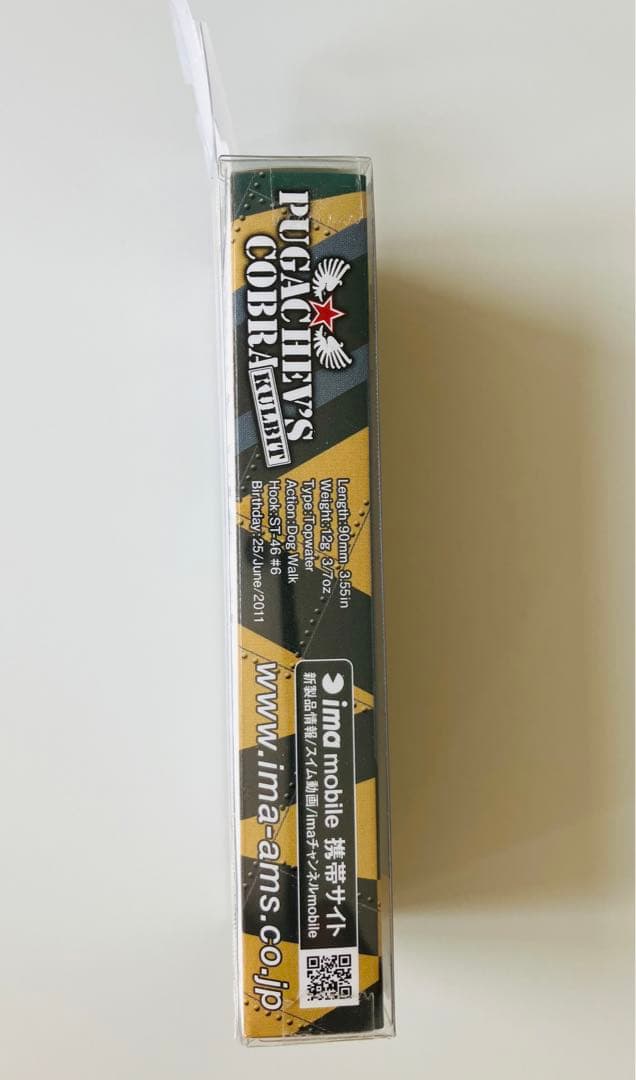 PUGACHEV'S
COBRA
KULBIT
Length:90mm 3.55in
Weight:12g 3/7oz
Type:Topwater
Action:Dog Walk
Hook:ST-46 #6
Birthday:25/June/2011
ima mobile 携帯サイト
新製品情報/スイム動画/imaチャンネルmobile
www.ima-ams.co.jp